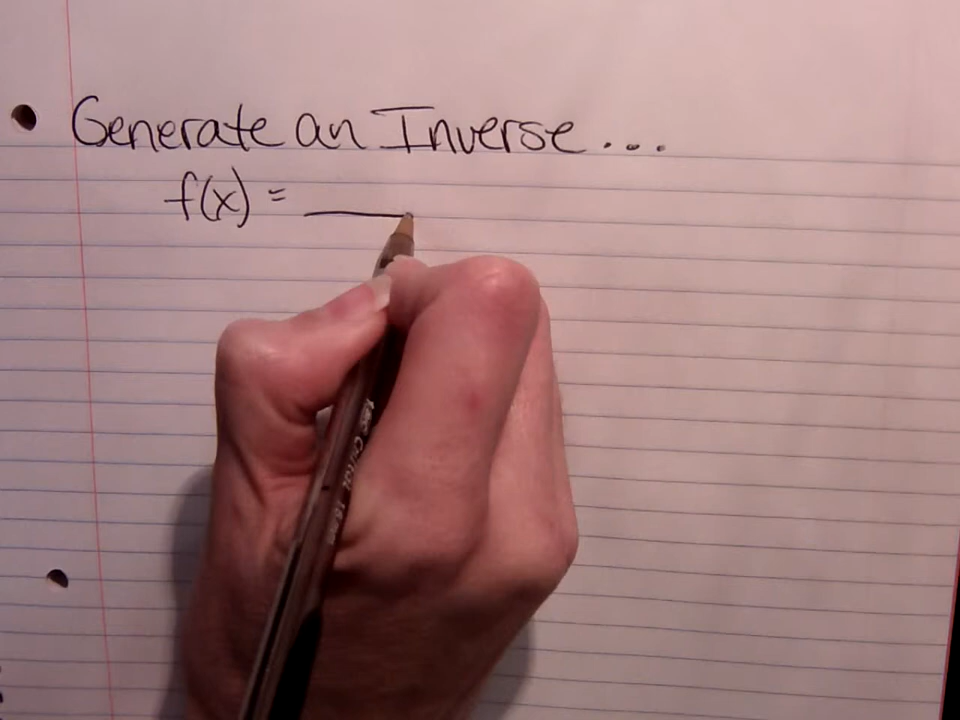 Generate an Inverse...
f(x) = ____